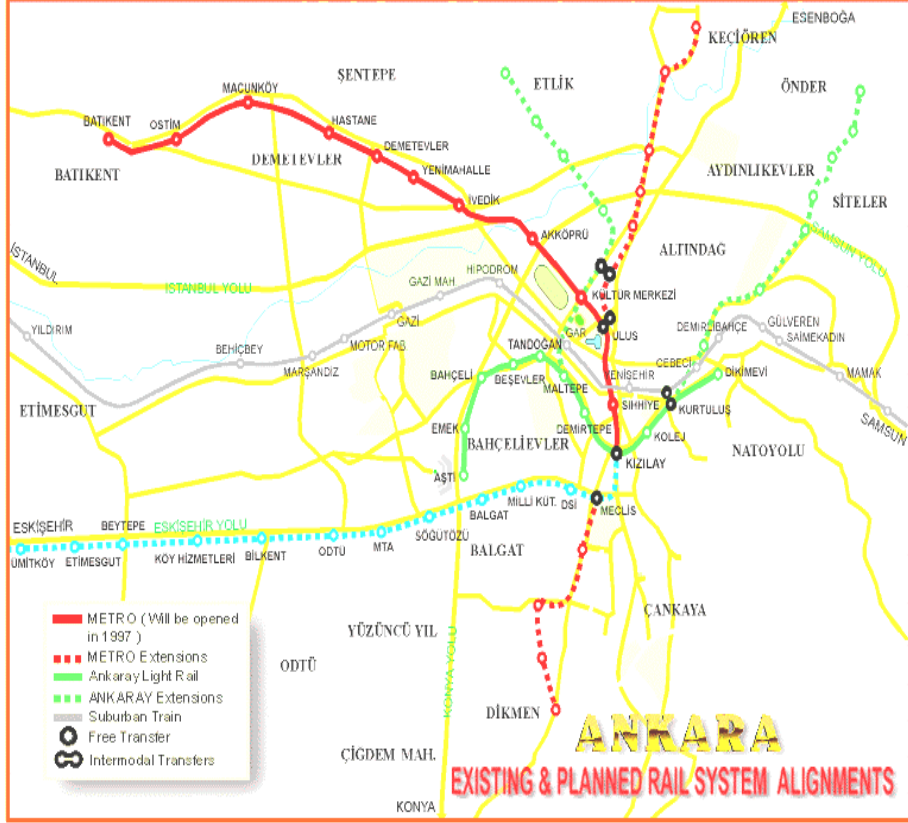 ESENBOĞA
KEÇİÖREN
ŞENTEPE
ETLİK
ÖNDER
MACUNKÖY
BATIKENT
OSTİM
HASTANE
DEMETEVLER
DEMETEVLER
BATIKENT
YENİMAHALLE
AYDINLIKEVLER
İVEDİK
SİTELER
AKKÖPRÜ
ALTINDAG
SAMSUN YOLU
İSTANBUL
İSTANBUL YOLU
HİPODROM
GAZİ MAH
KÜLTUR MERKEZİ
GAZİ
GAR
ULUS
YILDIRIM
MOTOR FAB
TANDOĞAN
DEMİRLİBAHÇE
GÜLVEREN
SAİMEKADIN
BEHİÇBEY
MARŞANDİZ
BAHÇELİ
BEŞEVLER
MALTEPE
YENİŞEHİR
CEBECİ
DİKİMEVİ
MAMAK
ETİMESGUT
SIHHİYE
KURTULUŞ
SAMSUN
EMEK
BAHÇELİEVLER
DEMİRTEPE
KOLEJ
NATOYOLU
KIZILAY
AŞTİ
MİLLİ KÜT.
DSİ
MECLİS
BALGAT
ESKİŞEHİR
BEYTEPE
ESKİŞEHİR YOLU
SÖĞÜTÖZÜ
ÜMİTKÖY
ETİMESGUT
KÖY HİZMETLERİ
BİLKENT
ODTÜ
MTA
BALGAT
ÇANKAYA
YÜZÜNCÜ YIL
ODTÜ
KONYA YOLU
DİKMEN
ÇİĞDEM MAH.
KONYA
METRO ( Will be opened
in 1997 )
METRO Extensions
Ankaray Light Rail
ANKARAY Extensions
Suburban Train
Free Transfer
Intermodal Transfers
ANKARA
EXISTING & PLANNED RAIL SYSTEM ALIGNMENTS